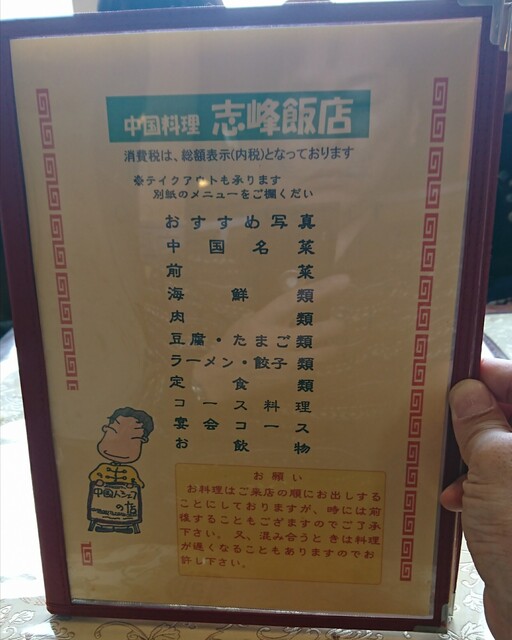 中国料理 志峰飯店
消費税は、総額表示(内税)となっております
※テイクアウトも承ります
別紙のメニューをご欄くだい
おすすめ写真
中国名菜
前菜
海鮮類
肉類
豆腐・たまご類
ラーメン・餃子類
定食類
コース料理
宴会コース
お飲物
お願い
お料理はご来店の順にお出しする
ことにしておりますが、時には前
後することもござますのでご了承
下さい。又、混み合うときは料理
が遅くなることもありますのでお
許し下さい。
中国人シェフ
の店